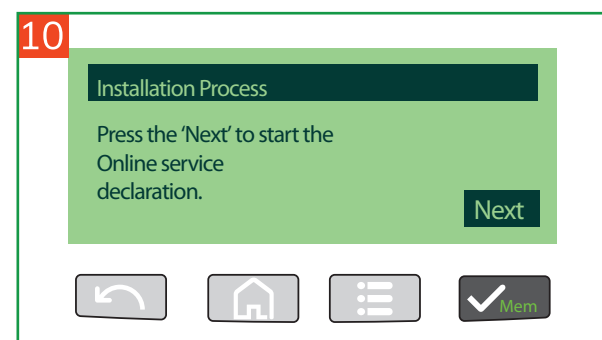 10
Installation Process
Press the ‘Next’ to start the
Online service
declaration.
Next
Mem